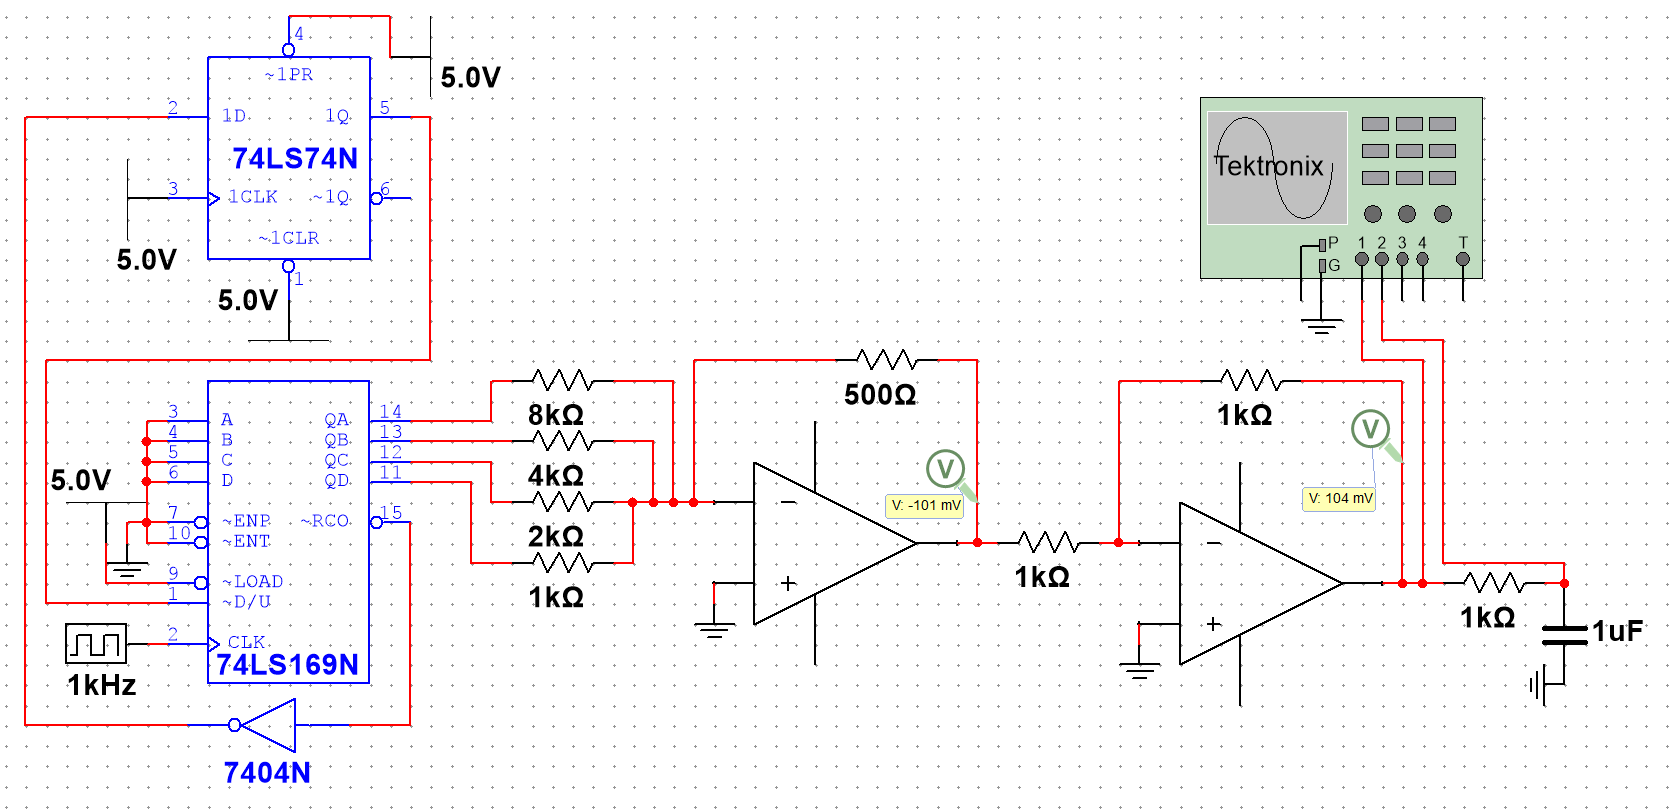 4
5.0V
~1PR
2 1D 1Q 5
74LS74N
3 1CLK ~1Q 6
~1CLR
5.0V
1
5.0V
Tektronix
P 1 2 3 4 T
G
500Ω
8kΩ
1kΩ
3 A QA 14
4 B QB 13
5 C QC 12
6 D QD 11
5.0V
4kΩ
V
V: -101 mV
V
V: 104 mV
7 ~ENP ~RCO 15
10 ~ENT
2kΩ
9 ~LOAD
1 ~D/U
1kΩ
1kΩ
1kΩ
1uF
2 CLK
74LS169N
1kHz
7404N